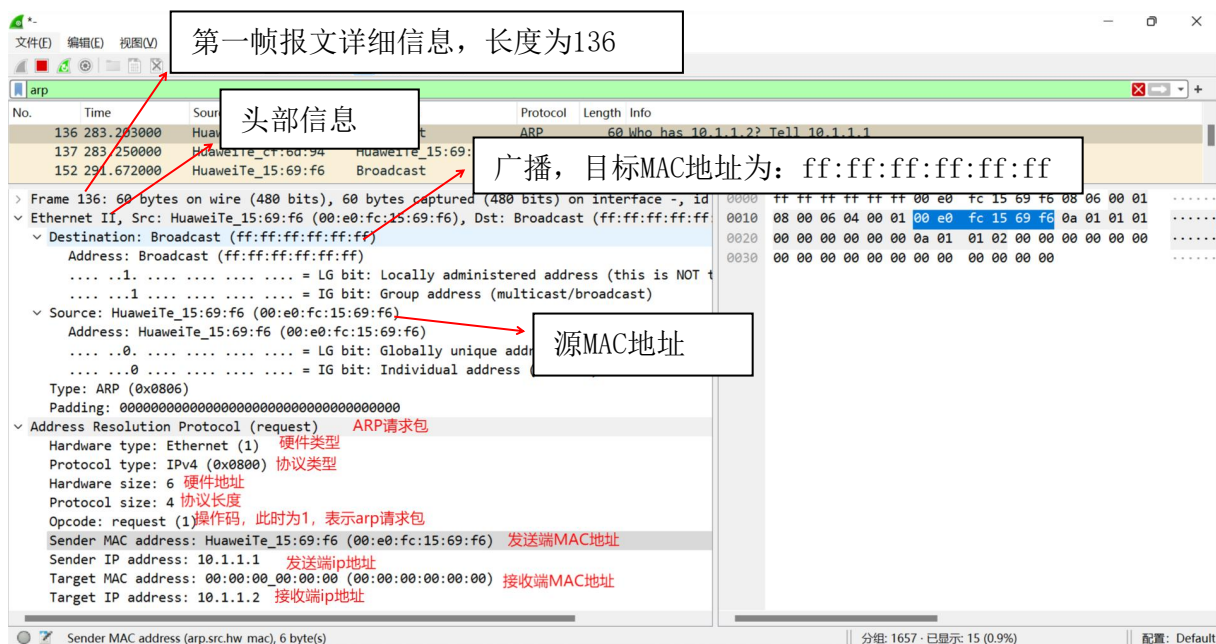 *-
文件(F) 编辑(E) 视图(V)
第一帧报文详细信息，长度为136
arp
No. Time Sour Protocol Length Info
头部信息
136 283.203000 Huaw t ARP 60 Who has 10.1.1.2? Tell 10.1.1.1
137 283.250000 HuaweiTe_cf:6d:94 HuaweiTe_15:69:
152 291.672000 HuaweiTe_15:69:f6 Broadcast
广播，目标MAC地址为：ff:ff:ff:ff:ff:ff
Frame 136: 60 bytes on wire (480 bits), 60 bytes captured (480 bits) on interface -, id
Ethernet II, Src: HuaweiTe_15:69:f6 (00:e0:fc:15:69:f6), Dst: Broadcast (ff:ff:ff:ff:ff:
Destination: Broadcast (ff:ff:ff:ff:ff:ff)
Address: Broadcast (ff:ff:ff:ff:ff:ff)
.... ..1. .... .... .... .... = LG bit: Locally administered address (this is NOT t
.... ...1 .... .... .... .... = IG bit: Group address (multicast/broadcast)
Source: HuaweiTe_15:69:f6 (00:e0:fc:15:69:f6)
Address: HuaweiTe_15:69:f6 (00:e0:fc:15:69:f6)
.... ..0. .... .... .... .... = LG bit: Globally unique addr
.... ...0 .... .... .... .... = IG bit: Individual address (
源MAC地址
Type: ARP (0x0806)
Padding: 000000000000000000000000000000000000
Address Resolution Protocol (request) ARP请求包
Hardware type: Ethernet (1) 硬件类型
Protocol type: IPv4 (0x0800) 协议类型
Hardware size: 6 硬件地址
Protocol size: 4 协议长度
Opcode: request (1)操作码，此时为1，表示arp请求包
Sender MAC address: HuaweiTe_15:69:f6 (00:e0:fc:15:69:f6) 发送端MAC地址
Sender IP address: 10.1.1.1 发送端ip地址
Target MAC address: 00:00:00_00:00:00 (00:00:00:00:00:00) 接收端MAC地址
Target IP address: 10.1.1.2 接收端ip地址
0000 ff ff ff ff ff ff 00 e0 fc 15 69 f6 08 06 00 01 ······
0010 08 00 06 04 00 01 00 e0 fc 15 69 f6 0a 01 01 01 ······
0020 00 00 00 00 00 00 0a 01 01 02 00 00 00 00 00 00 ······
0030 00 00 00 00 00 00 00 00 00 00 00 00 ······
Sender MAC address (arp.src.hw_mac), 6 byte(s) 分组: 1657 · 已显示: 15 (0.9%) 配置: Default